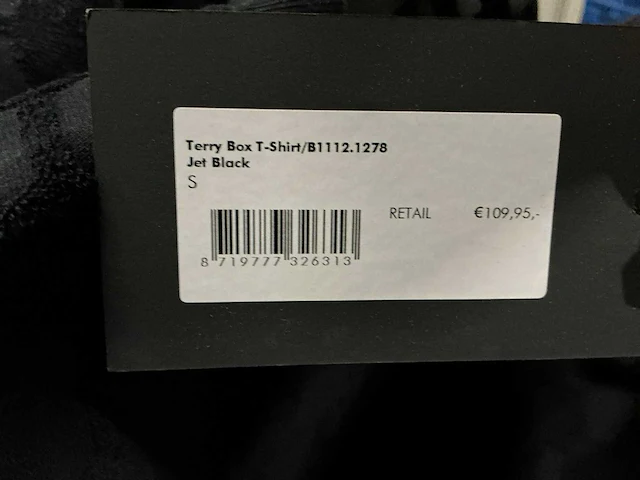 Terry Box T-Shirt/B1112.1278
Jet Black
S
RETAIL €109,95,-
8 719777 326313